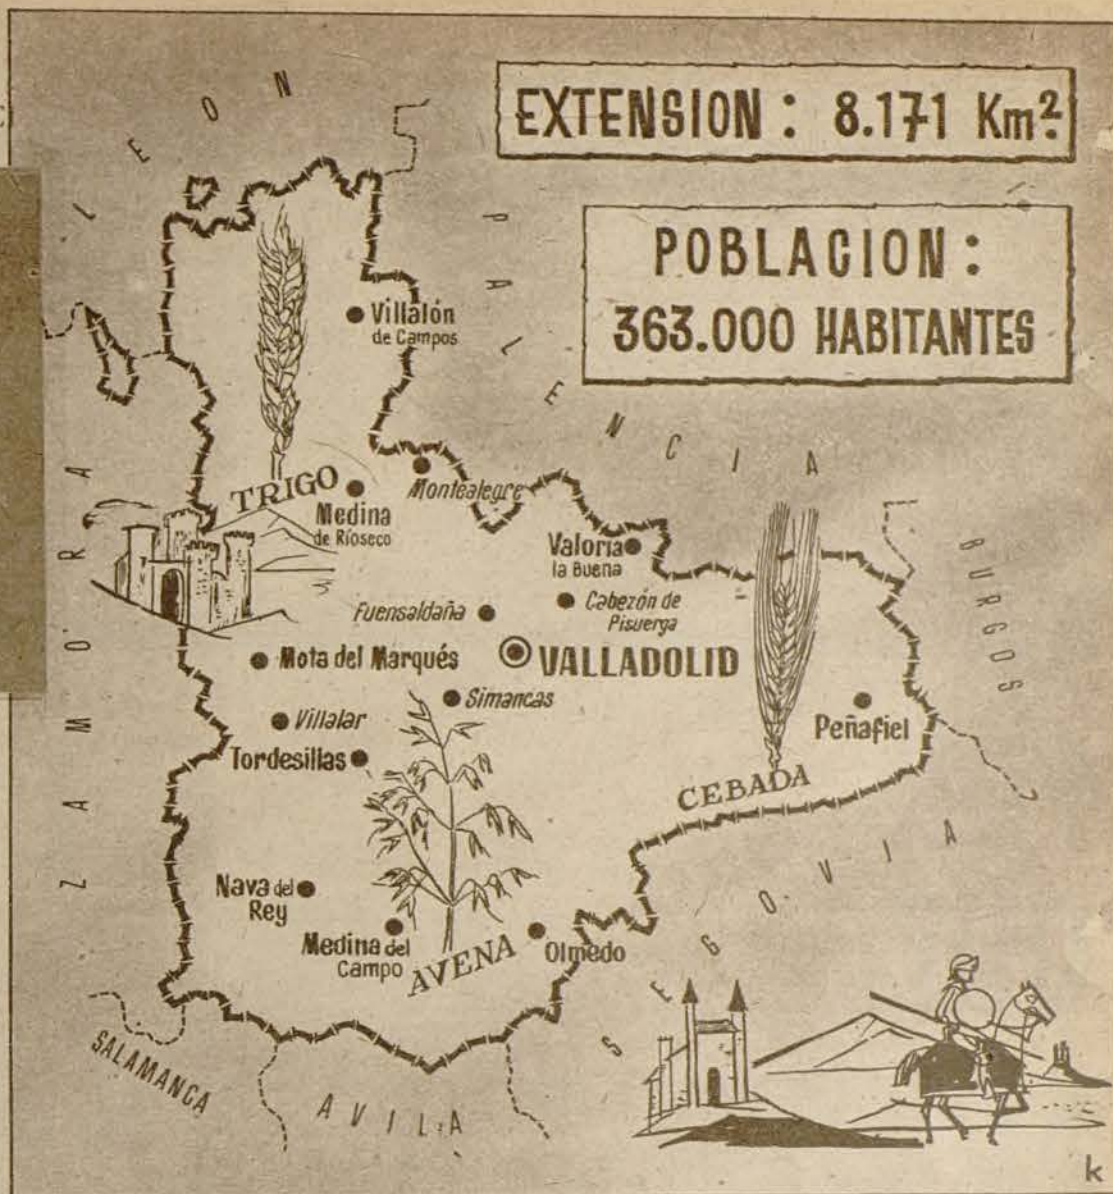 EXTENSION : 8.171 Km²
POBLACION :
363.000 HABITANTES
LEON
PALENCIA
BURGOS
ZAMORA
Villalón
de Campos
TRIGO
Montealegre
Medina
de Ríoseco
Valoria
la Buena
Fuensaldaña
Cabezón de
Pisuerga
Mota del Marqués
VALLADOLID
Simancas
Villalar
Peñafiel
Tordesillas
CEBADA
Nava del
Rey
Medina del
Campo
AVENA
Olmedo
SEGOVIA
SALAMANCA
AVILA
k